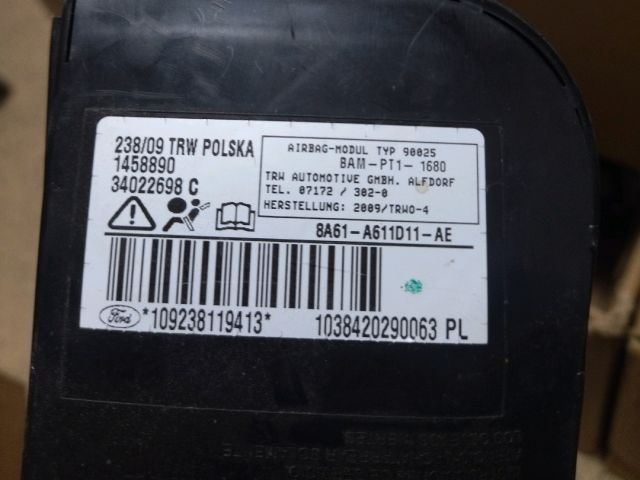 238/09 TRW POLSKA
1458890
34022698 C
AIRBAG-MODUL TYP 90025
BAM-PT1- 1680
TRW AUTOMOTIVE GMBH. ALFDORF
TEL. 07172 / 302-0
HERSTELLUNG: 2009/TRWO-4
8A61-A611D11-AE
Ford *109238119413* 1038420290063 PL